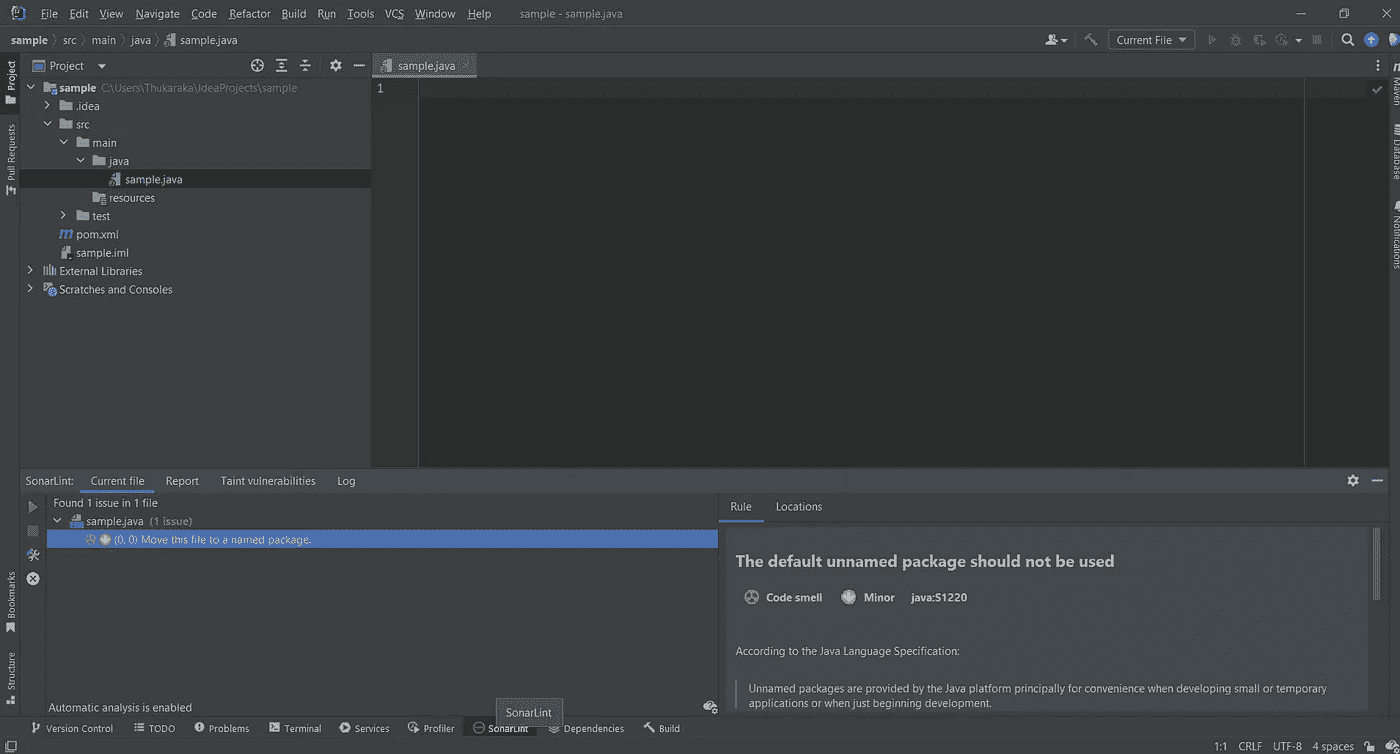 File Edit View Navigate Code Refactor Build Run Tools VCS Window Help sample - sample.java
sample src main java sample.java
Current File
Project
Project
sample.java
sample C:\Users\Thukaraka\IdeaProjects\sample
1
.idea
src
main
java
sample.java
resources
test
pom.xml
sample.iml
External Libraries
Scratches and Consoles
Pull Requests
Maven
Database
Notifications
SonarLint: Current file Report Taint vulnerabilities Log
Found 1 issue in 1 file
sample.java (1 issue)
(0, 0) Move this file to a named package.
Rule Locations
The default unnamed package should not be used
Code smell Minor java:S1220
According to the Java Language Specification:
Unnamed packages are provided by the Java platform principally for convenience when developing small or temporary
applications or when just beginning development.
Bookmarks
Structure
Automatic analysis is enabled
SonarLint
Version Control TODO Problems Terminal Services Profiler SonarLint Dependencies Build
1:1 CRLF UTF-8 4 spaces